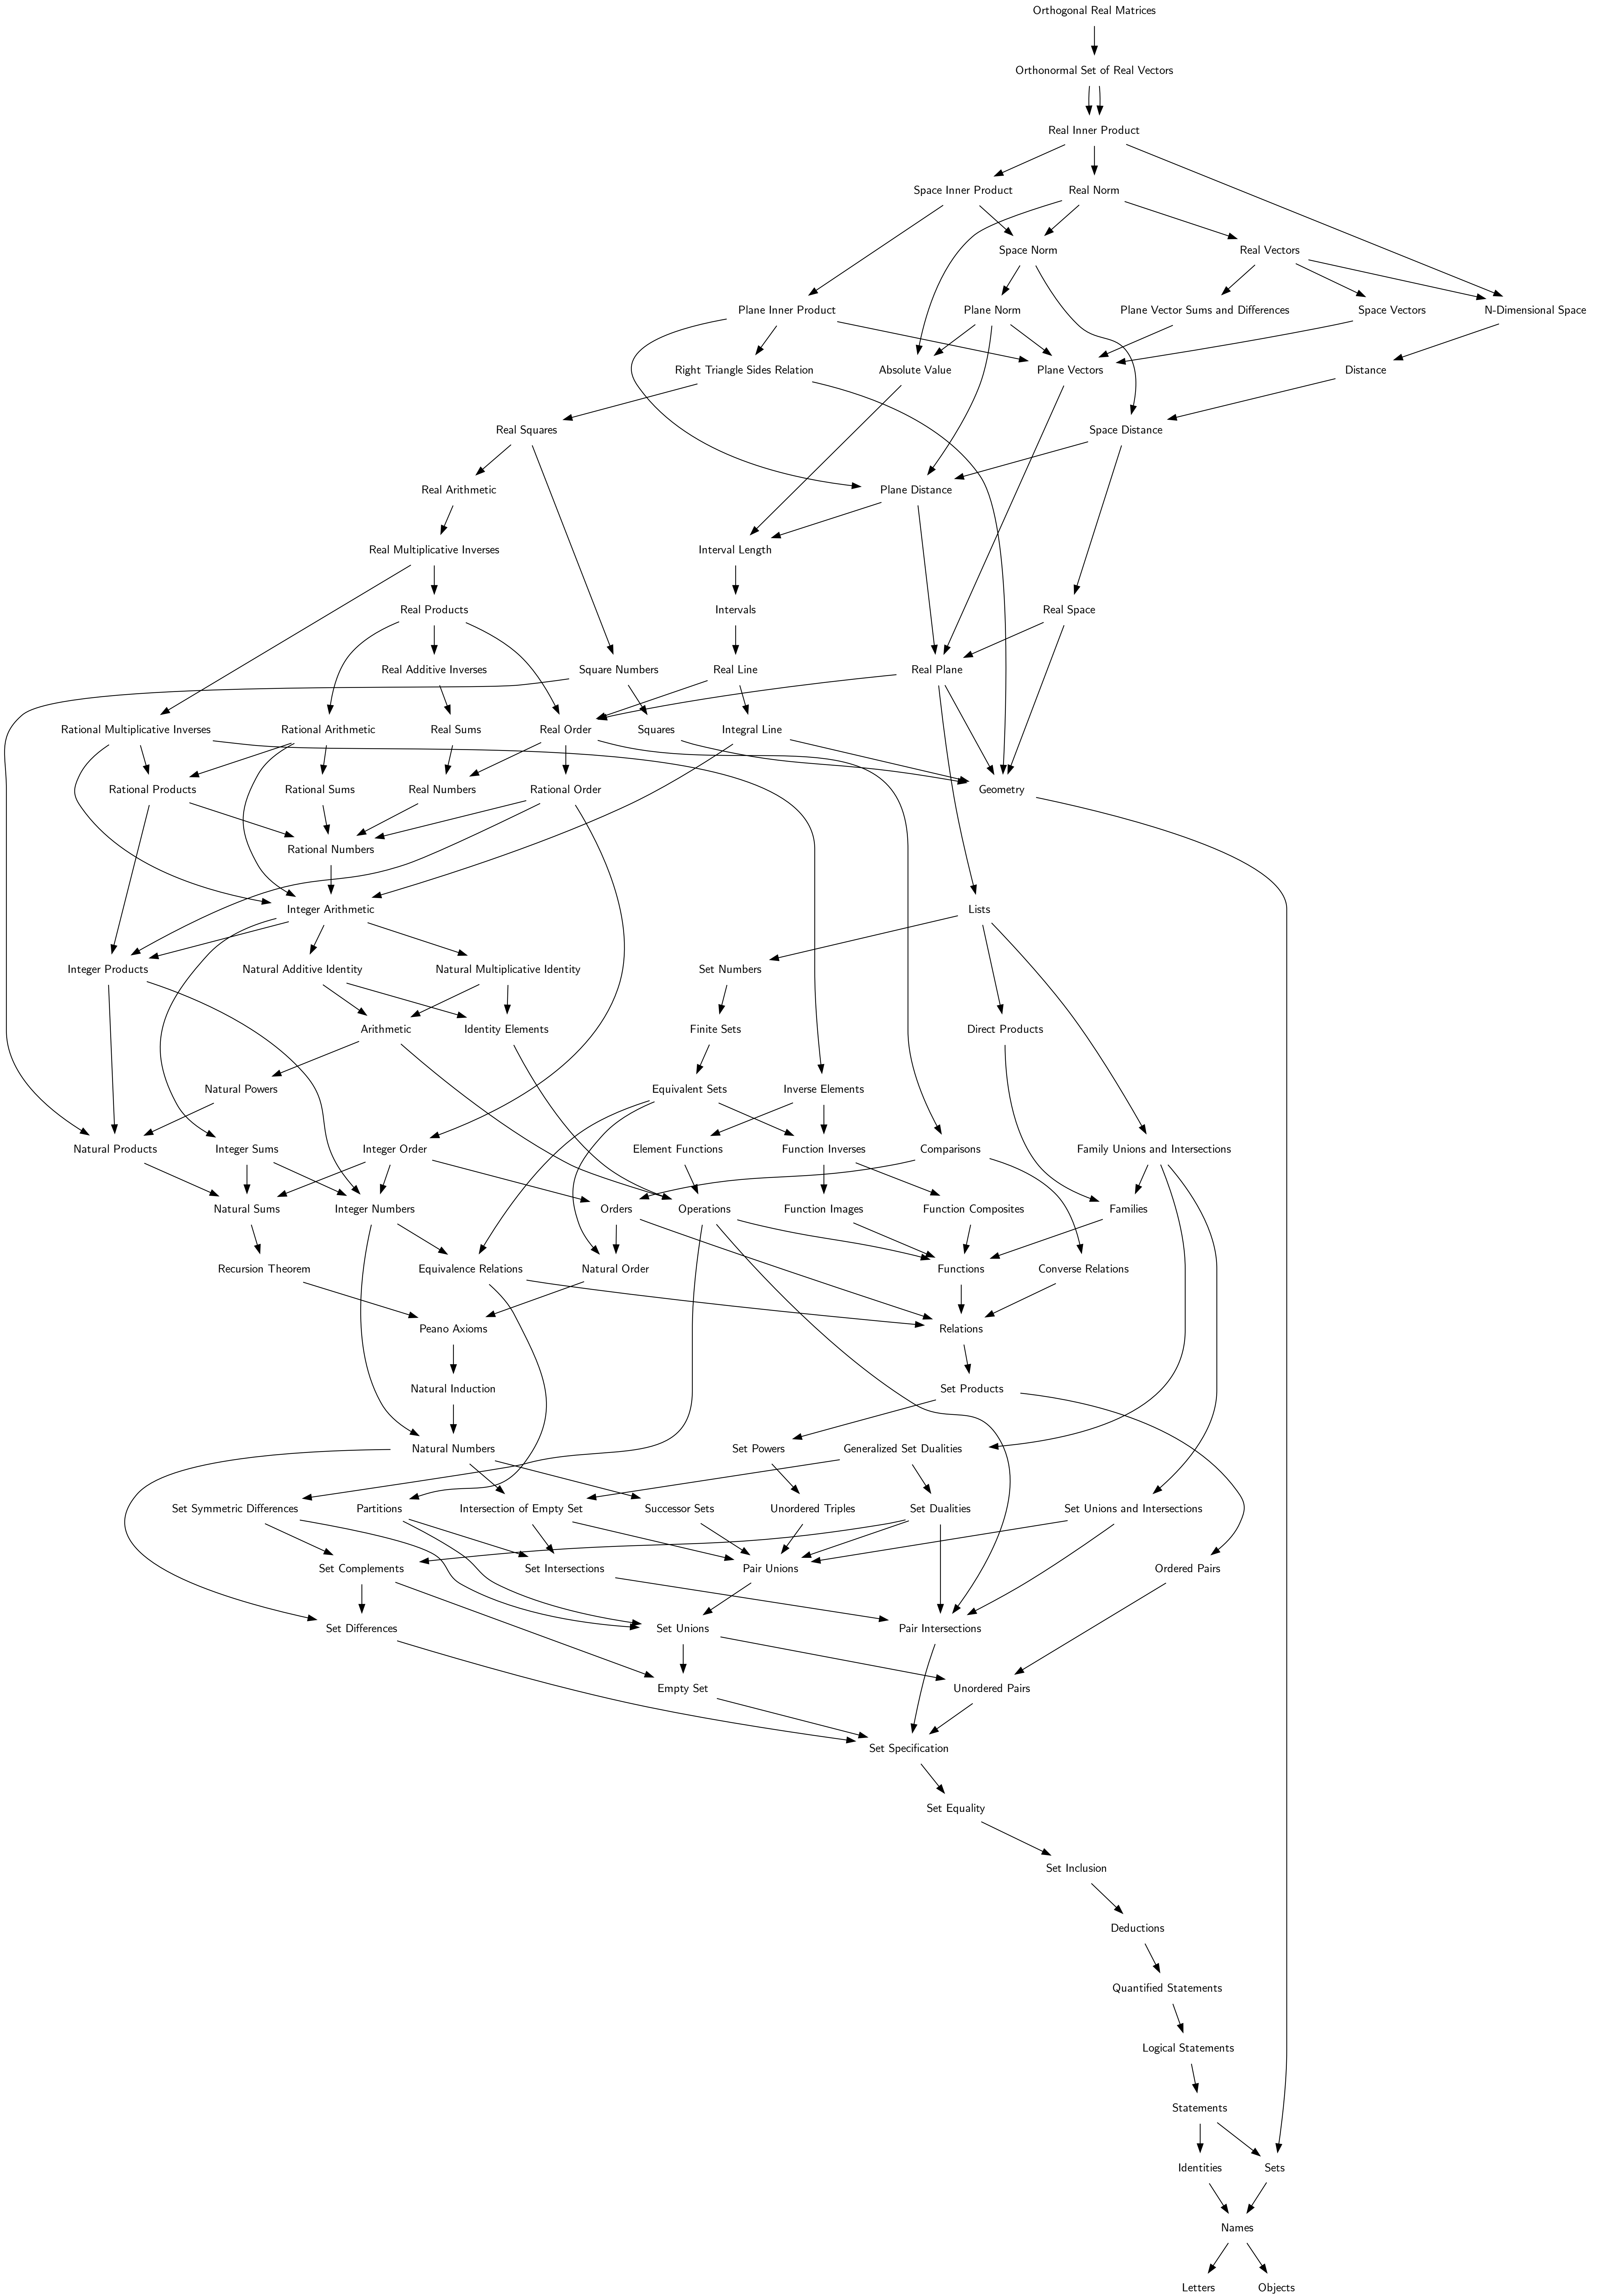 Orthogonal Real Matrices
Orthonormal Set of Real Vectors
Real Inner Product
Space Inner Product
Real Norm
Space Norm
Real Vectors
Plane Inner Product
Plane Norm
Plane Vector Sums and Differences
Space Vectors
N-Dimensional Space
Right Triangle Sides Relation
Absolute Value
Plane Vectors
Distance
Real Squares
Space Distance
Real Arithmetic
Plane Distance
Real Multiplicative Inverses
Interval Length
Real Products
Intervals
Real Space
Real Additive Inverses
Square Numbers
Real Line
Real Plane
Rational Multiplicative Inverses
Rational Arithmetic
Real Sums
Real Order
Squares
Integral Line
Rational Products
Rational Sums
Real Numbers
Rational Order
Geometry
Rational Numbers
Integer Arithmetic
Lists
Integer Products
Natural Additive Identity
Natural Multiplicative Identity
Set Numbers
Arithmetic
Identity Elements
Finite Sets
Direct Products
Natural Powers
Equivalent Sets
Inverse Elements
Natural Products
Integer Sums
Integer Order
Element Functions
Function Inverses
Comparisons
Family Unions and Intersections
Natural Sums
Integer Numbers
Orders
Operations
Function Images
Function Composites
Families
Recursion Theorem
Equivalence Relations
Natural Order
Functions
Converse Relations
Peano Axioms
Relations
Natural Induction
Set Products
Natural Numbers
Set Powers
Generalized Set Dualities
Set Symmetric Differences
Partitions
Intersection of Empty Set
Successor Sets
Unordered Triples
Set Dualities
Set Unions and Intersections
Set Complements
Set Intersections
Pair Unions
Ordered Pairs
Set Differences
Set Unions
Pair Intersections
Empty Set
Unordered Pairs
Set Specification
Set Equality
Set Inclusion
Deductions
Quantified Statements
Logical Statements
Statements
Identities
Sets
Names
Letters
Objects